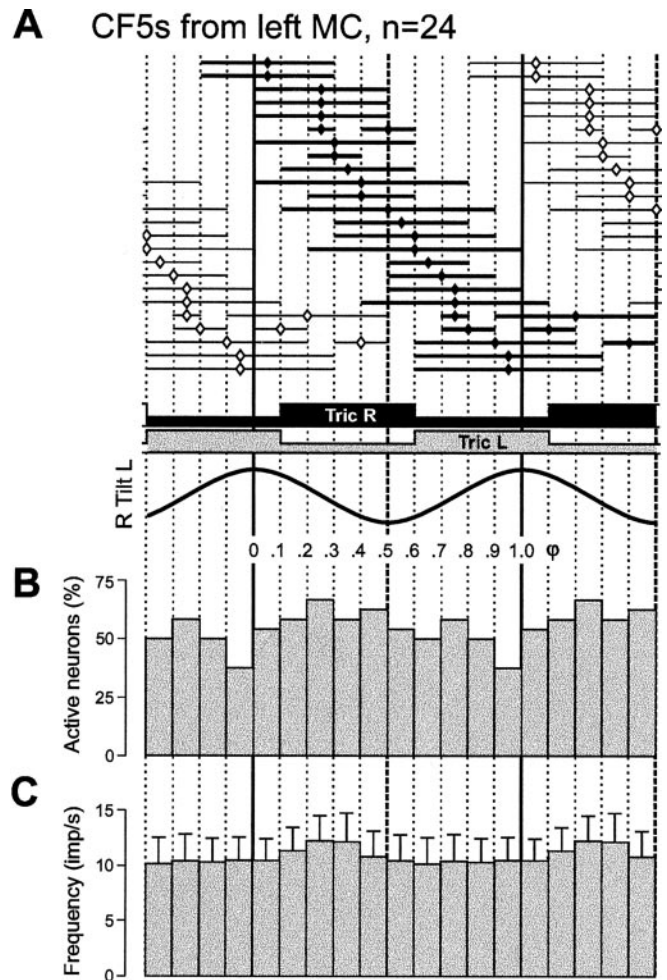 A CF5s from left MC, n=24
Tric R
Tric L
R Tilt L
0 .1 .2 .3 .4 .5 .6 .7 .8 .9 1.0 φ
B
Active neurons (%)
75
50
25
0
C
Frequency (imp/s)
15
10
5
0